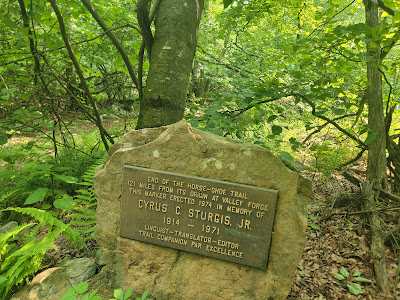 END OF THE HORSE-SHOE TRAIL
121 MILES FROM ITS ORIGIN AT VALLEY FORGE
THIS MARKER ERECTED 1974 IN MEMORY OF
CYRUS C. STURGIS, JR.
1914 - 1971
LINGUIST-TRANSLATOR-EDITOR
TRAIL COMPANION PAR EXCELLENCE